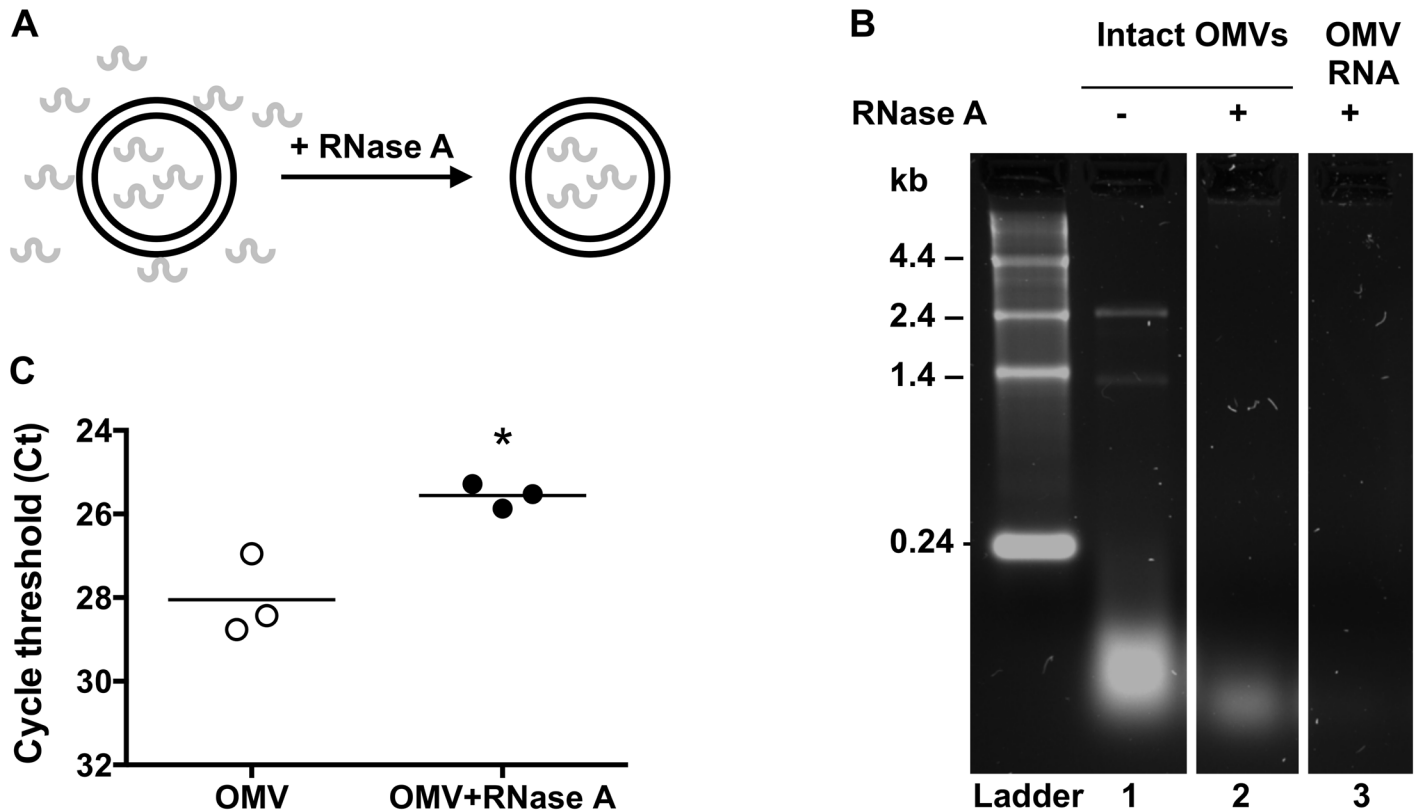 A
+ RNase A
B
Intact OMVs
OMV
RNA
RNase A
- + +
kb
4.4
2.4
1.4
0.24
Ladder 1 2 3
C
Cycle threshold (Ct)
24
26
28
30
32
*
OMV
OMV+RNase A